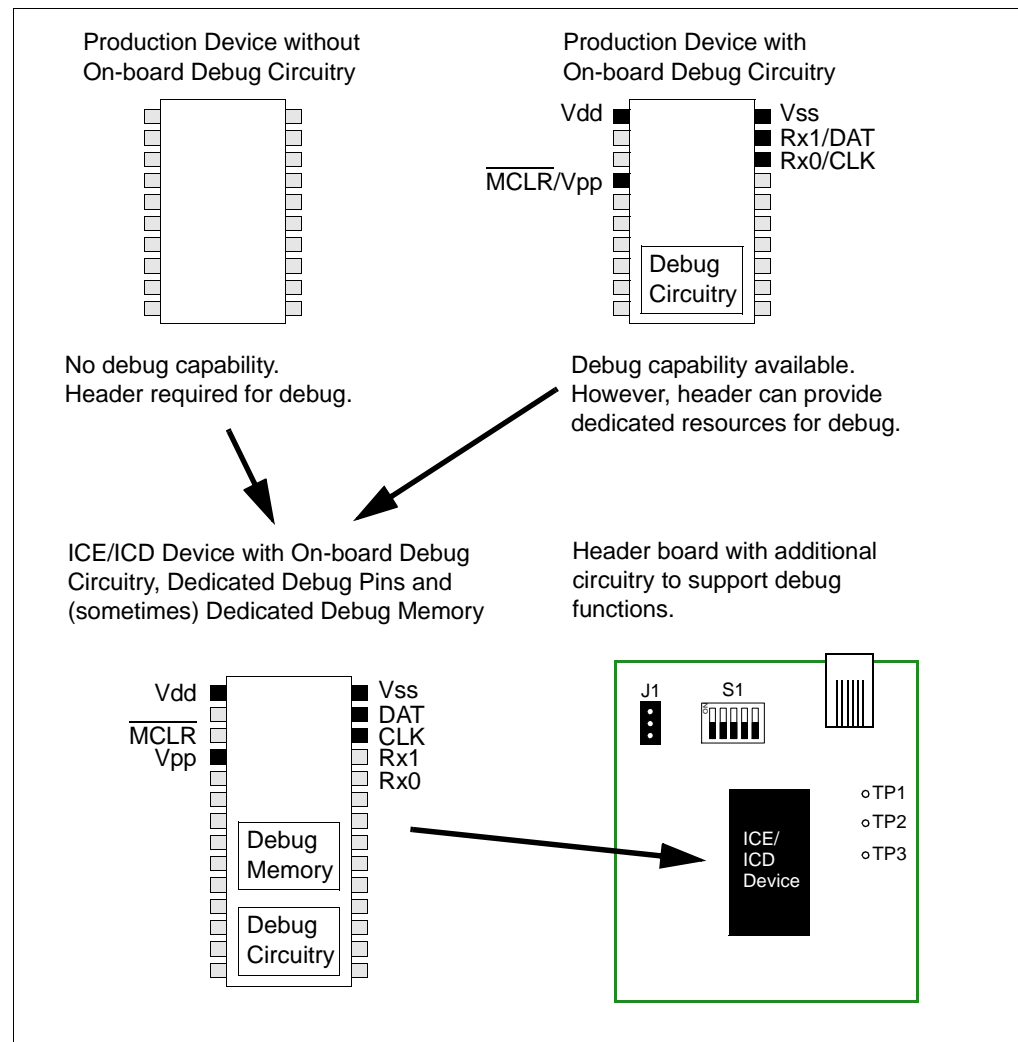 Production Device without
On-board Debug Circuitry
Production Device with
On-board Debug Circuitry
Vdd
MCLR/Vpp
Vss
Rx1/DAT
Rx0/CLK
Debug
Circuitry
No debug capability.
Header required for debug.
Debug capability available.
However, header can provide
dedicated resources for debug.
ICE/ICD Device with On-board Debug
Circuitry, Dedicated Debug Pins and
(sometimes) Dedicated Debug Memory
Header board with additional
circuitry to support debug
functions.
Vdd
MCLR
Vpp
Vss
DAT
CLK
Rx1
Rx0
Debug
Memory
Debug
Circuitry
J1
S1
ON
TP1
TP2
TP3
ICE/
ICD
Device